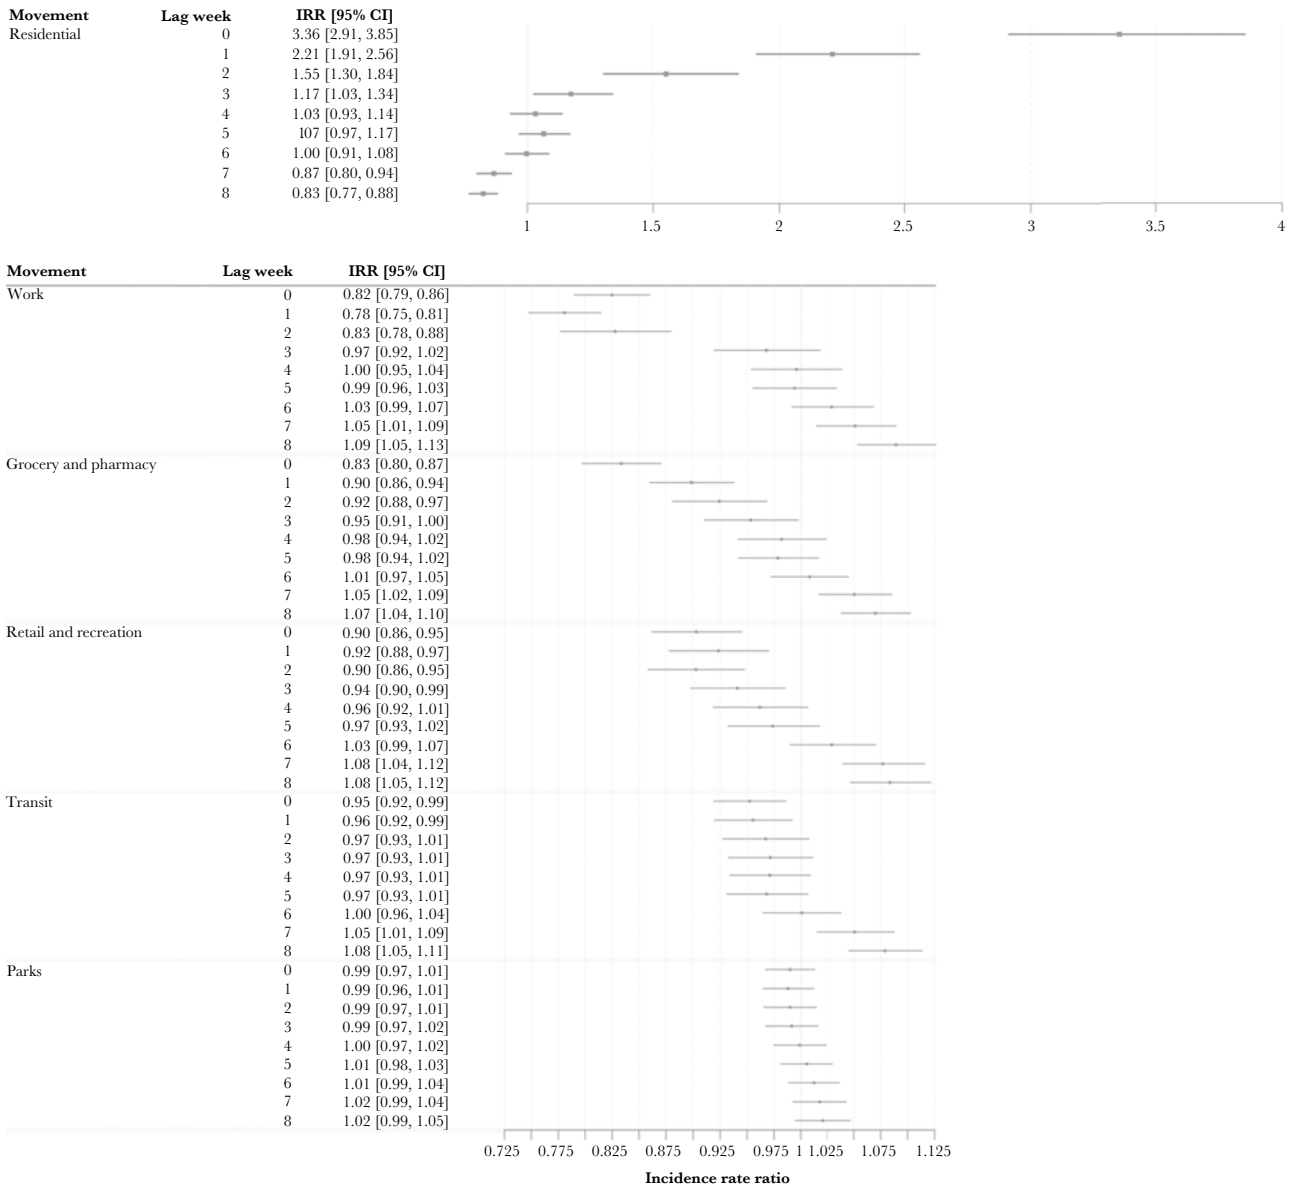 Movement Lag week IRR [95% CI]
Residential 0 3.36 [2.91, 3.85]
1 2.21 [1.91, 2.56]
2 1.55 [1.30, 1.84]
3 1.17 [1.03, 1.34]
4 1.03 [0.93, 1.14]
5 107 [0.97, 1.17]
6 1.00 [0.91, 1.08]
7 0.87 [0.80, 0.94]
8 0.83 [0.77, 0.88]
1 1.5 2 2.5 3 3.5 4
Movement Lag week IRR [95% CI]
Work 0 0.82 [0.79, 0.86]
1 0.78 [0.75, 0.81]
2 0.83 [0.78, 0.88]
3 0.97 [0.92, 1.02]
4 1.00 [0.95, 1.04]
5 0.99 [0.96, 1.03]
6 1.03 [0.99, 1.07]
7 1.05 [1.01, 1.09]
8 1.09 [1.05, 1.13]
Grocery and pharmacy 0 0.83 [0.80, 0.87]
1 0.90 [0.86, 0.94]
2 0.92 [0.88, 0.97]
3 0.95 [0.91, 1.00]
4 0.98 [0.94, 1.02]
5 0.98 [0.94, 1.02]
6 1.01 [0.97, 1.05]
7 1.05 [1.02, 1.09]
8 1.07 [1.04, 1.10]
Retail and recreation 0 0.90 [0.86, 0.95]
1 0.92 [0.88, 0.97]
2 0.90 [0.86, 0.95]
3 0.94 [0.90, 0.99]
4 0.96 [0.92, 1.01]
5 0.97 [0.93, 1.02]
6 1.03 [0.99, 1.07]
7 1.08 [1.04, 1.12]
8 1.08 [1.05, 1.12]
Transit 0 0.95 [0.92, 0.99]
1 0.96 [0.92, 0.99]
2 0.97 [0.93, 1.01]
3 0.97 [0.93, 1.01]
4 0.97 [0.93, 1.01]
5 0.97 [0.93, 1.01]
6 1.00 [0.96, 1.04]
7 1.05 [1.01, 1.09]
8 1.08 [1.05, 1.11]
Parks 0 0.99 [0.97, 1.01]
1 0.99 [0.96, 1.01]
2 0.99 [0.97, 1.01]
3 0.99 [0.97, 1.02]
4 1.00 [0.97, 1.02]
5 1.01 [0.98, 1.03]
6 1.01 [0.99, 1.04]
7 1.02 [0.99, 1.04]
8 1.02 [0.99, 1.05]
0.725 0.775 0.825 0.875 0.925 0.975 1 1.025 1.075 1.125
Incidence rate ratio